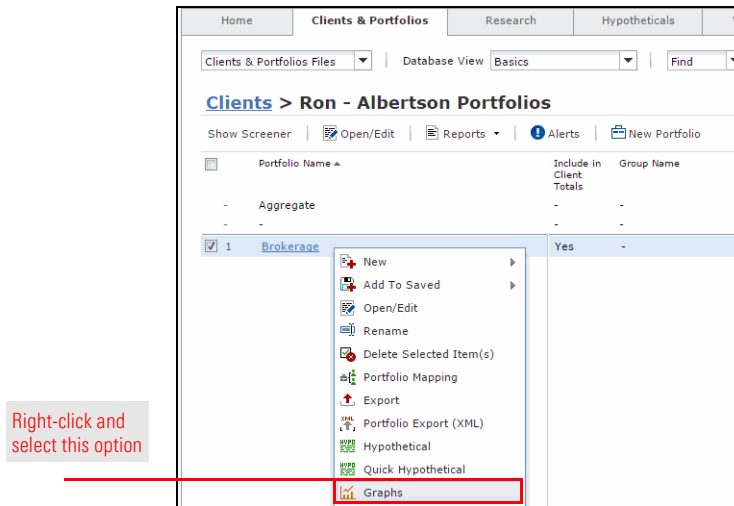 Home Clients & Portfolios Research Hypotheticals
Clients & Portfolios Files Database View Basics Find
Clients > Ron - Albertson Portfolios
Show Screener Open/Edit Reports Alerts New Portfolio
Portfolio Name Include in Client Totals Group Name
- Aggregate - -
- - - -
1 Brokerage Yes -
New
Add To Saved
Open/Edit
Rename
Delete Selected Item(s)
Portfolio Mapping
Export
XML Portfolio Export (XML)
HYPO Hypothetical
HYPO Quick Hypothetical
Graphs
Right-click and
select this option